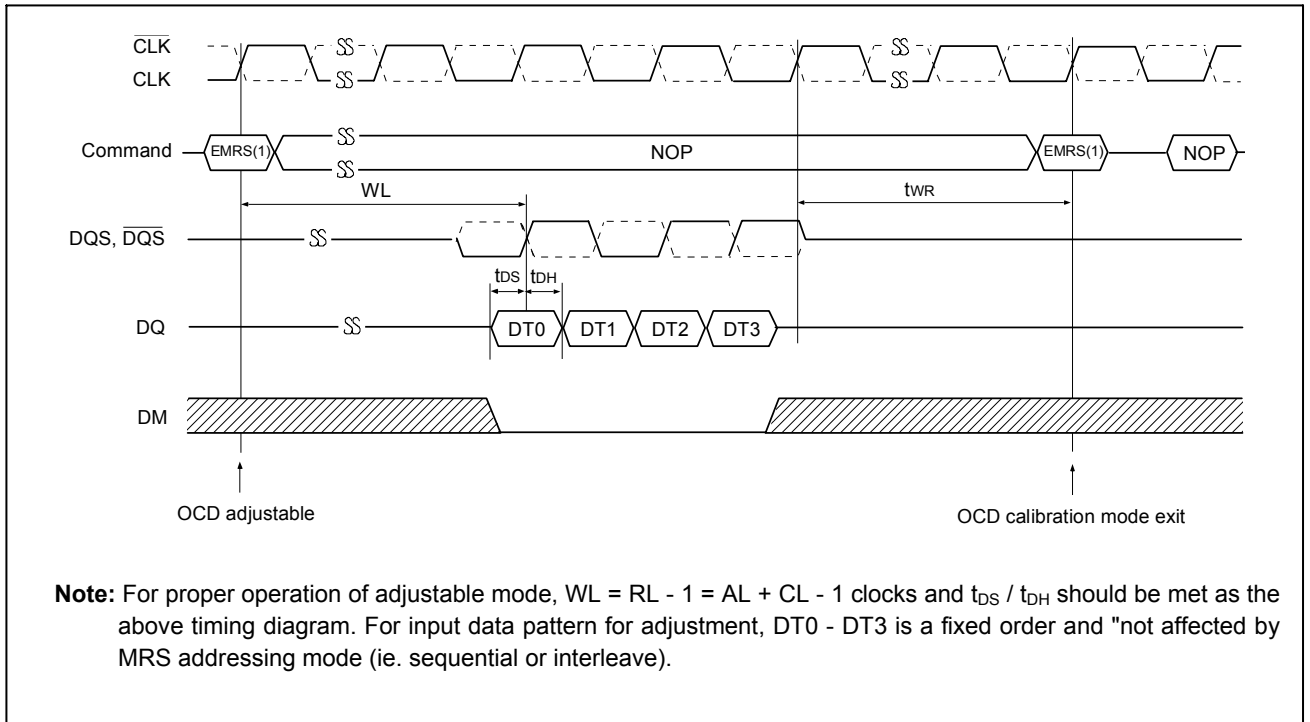 CLK
CLK
Command
EMRS(1)
NOP
EMRS(1)
NOP
WL
tWR
DQS, DQS
tDS
tDH
DQ
DT0
DT1
DT2
DT3
DM
OCD adjustable
OCD calibration mode exit
Note: For proper operation of adjustable mode, WL = RL - 1 = AL + CL - 1 clocks and tDS / tDH should be met as the
above timing diagram. For input data pattern for adjustment, DT0 - DT3 is a fixed order and "not affected by
MRS addressing mode (ie. sequential or interleave).